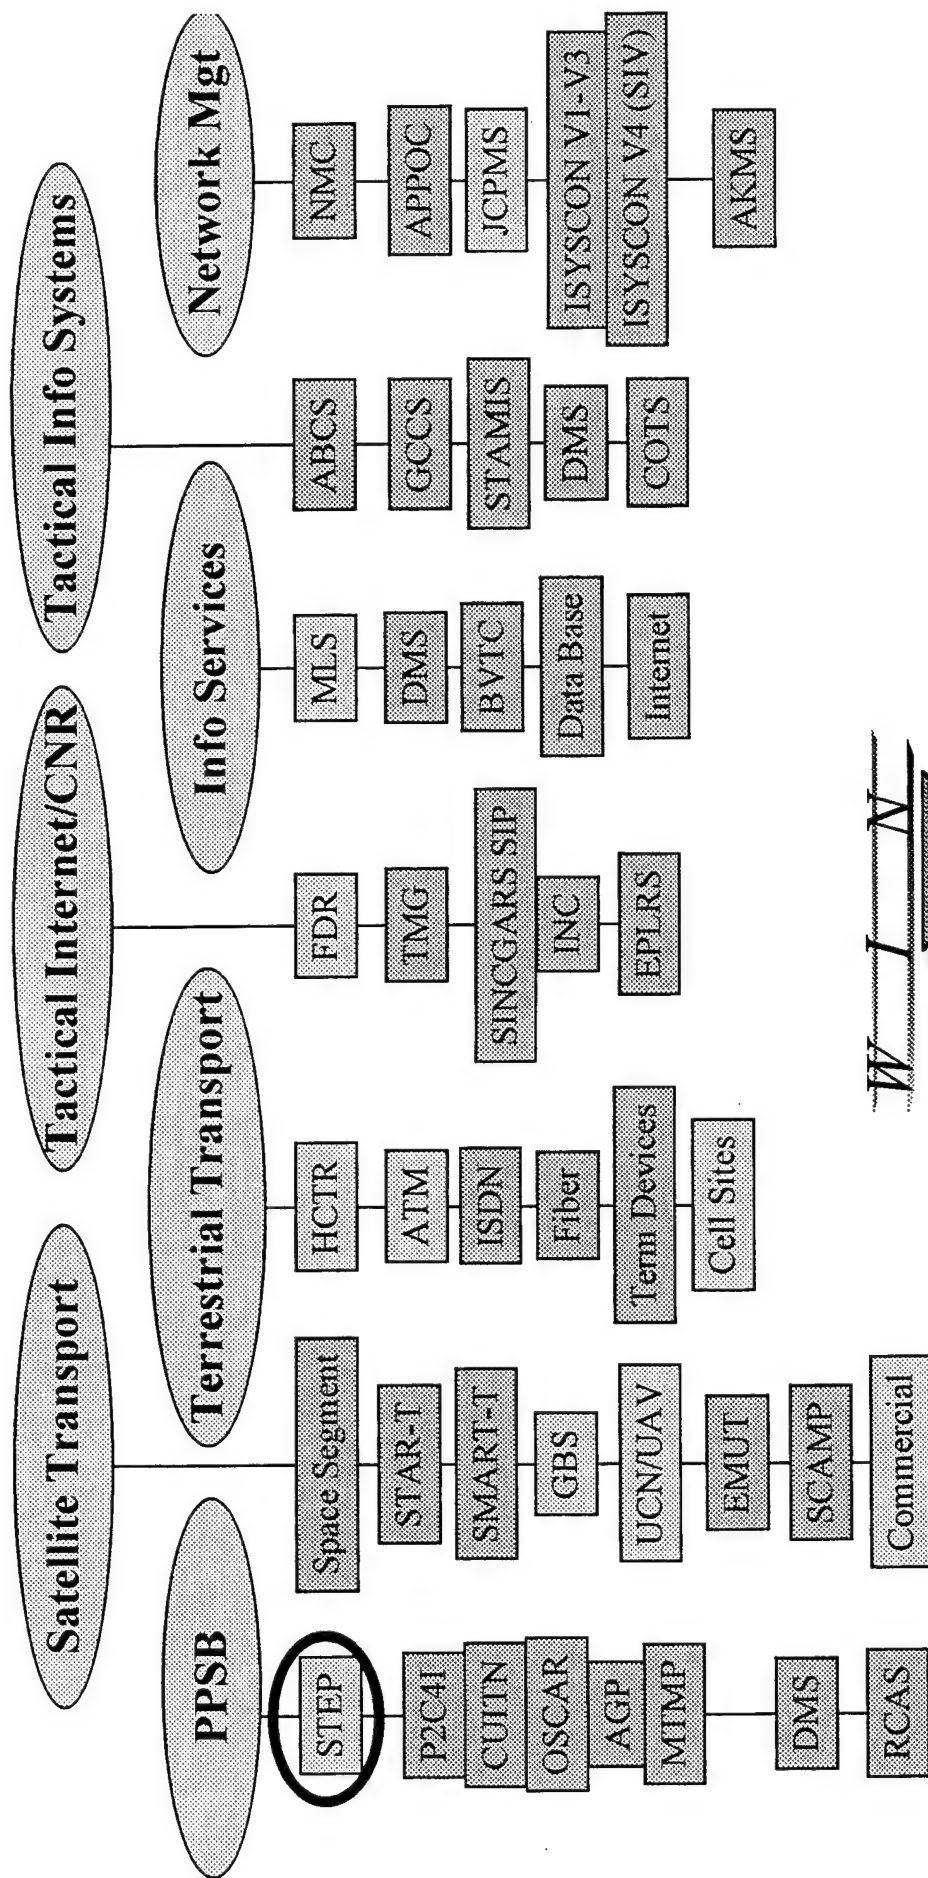 Satellite Transport
Tactical Internet/CNR
Tactical Info Systems
PPSB
Terrestrial Transport
Info Services
Network Mgt
STEP
P2C4I
CUITN
OSCAR
AGP
MTMP
DMS
RCAS
Space Segment
STAR-T
SMART-T
GBS
UCN/UAV
EMUT
SCAMP
Commercial
HCTR
ATM
ISDN
Fiber
Term Devices
Cell Sites
FDR
TMG
SINCGARS SIP
INC
EPLRS
MLS
DMS
BVTC
Data Base
Internet
ABCS
GCCS
STAMIS
DMS
COTS
NMC
APPOC
JCPMS
ISYSCON V1-V3
ISYSCON V4 (SIV)
AKMS
W I N